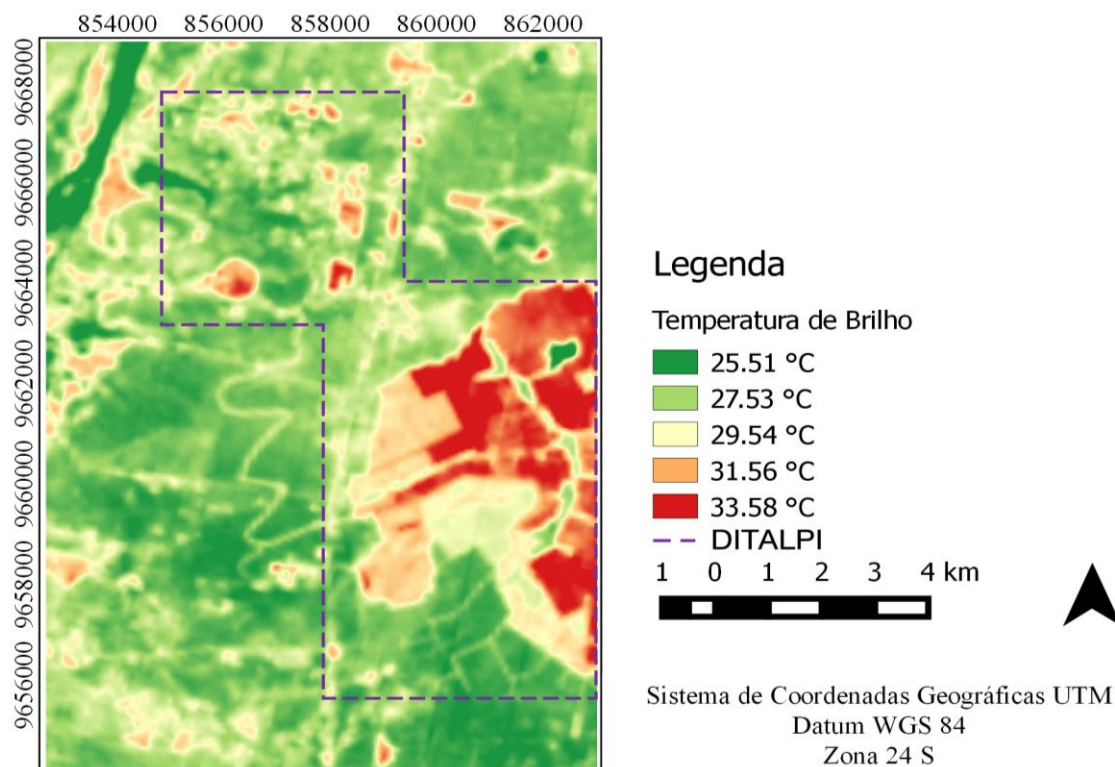 854000 856000 858000 860000 862000
9668000
9666000
9664000
9662000
9660000
9658000
9656000
Legenda
Temperatura de Brilho
25.51 °C
27.53 °C
29.54 °C
31.56 °C
33.58 °C
DITALPI
1 0 1 2 3 4 km
Sistema de Coordenadas Geográficas UTM
Datum WGS 84
Zona 24 S